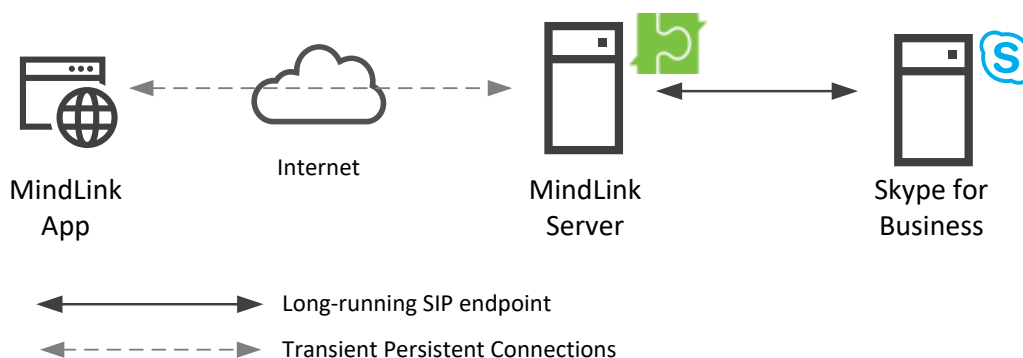 Internet
MindLink
App
MindLink
Server
Skype for
Business
Long-running SIP endpoint
Transient Persistent Connections